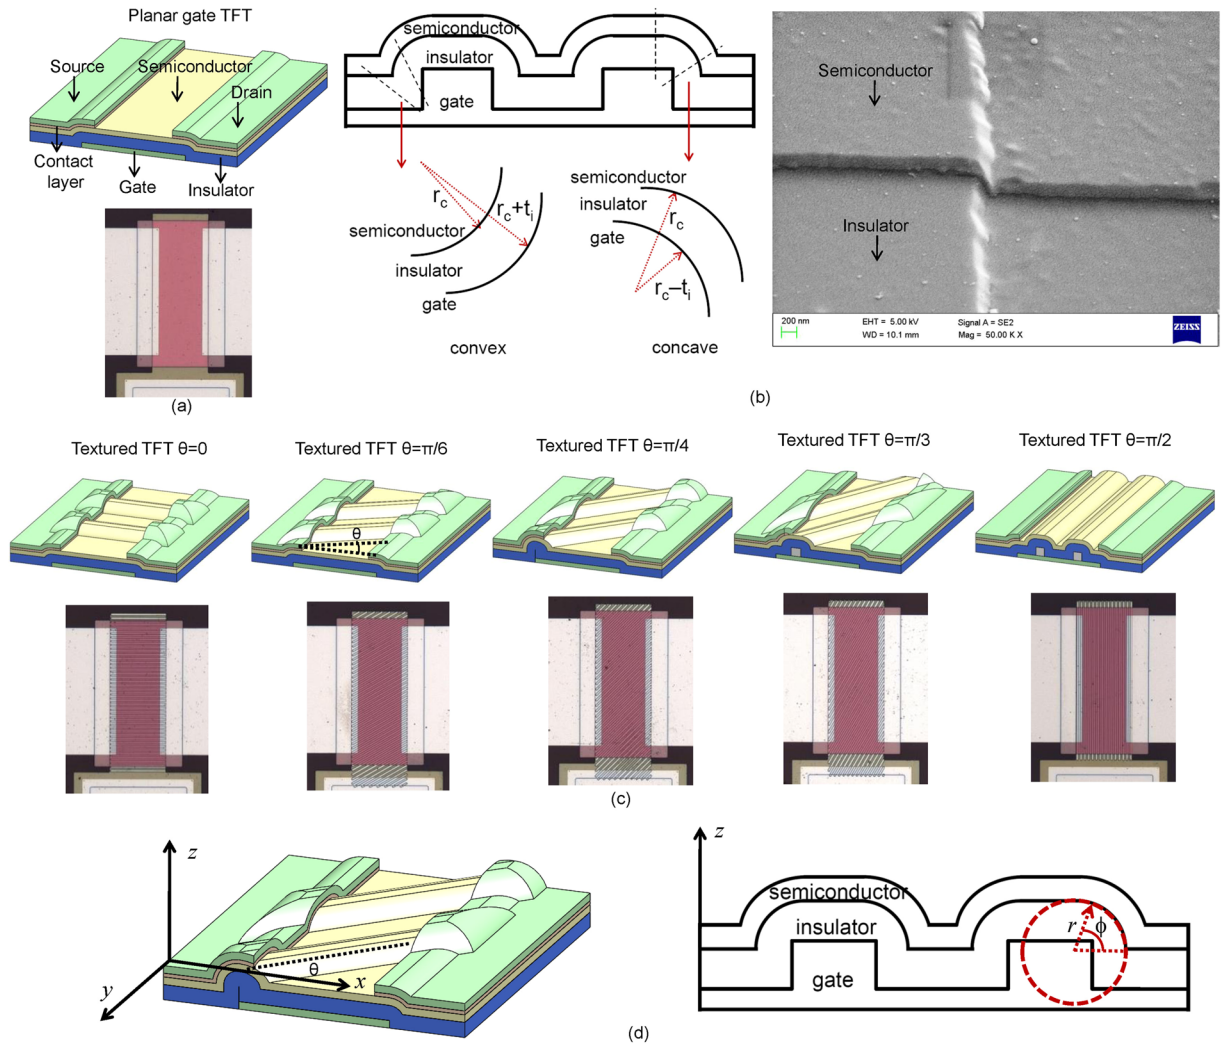 Planar gate TFT
Source
Semiconductor
Drain
Contact
layer
Gate
Insulator
(a)
semiconductor
insulator
gate
r_c
r_c+t_i
semiconductor
insulator
gate
convex
semiconductor
insulator
gate
r_c
r_c–t_i
concave
Semiconductor
Insulator
200 nm
EHT = 5.00 kV
WD = 10.1 mm
Signal A = SE2
Mag = 50.00 K X
ZEISS
(b)
Textured TFT θ=0
Textured TFT θ=π/6
Textured TFT θ=π/4
Textured TFT θ=π/3
Textured TFT θ=π/2
θ
(c)
z
y
x
θ
z
semiconductor
insulator
gate
r
ϕ
(d)